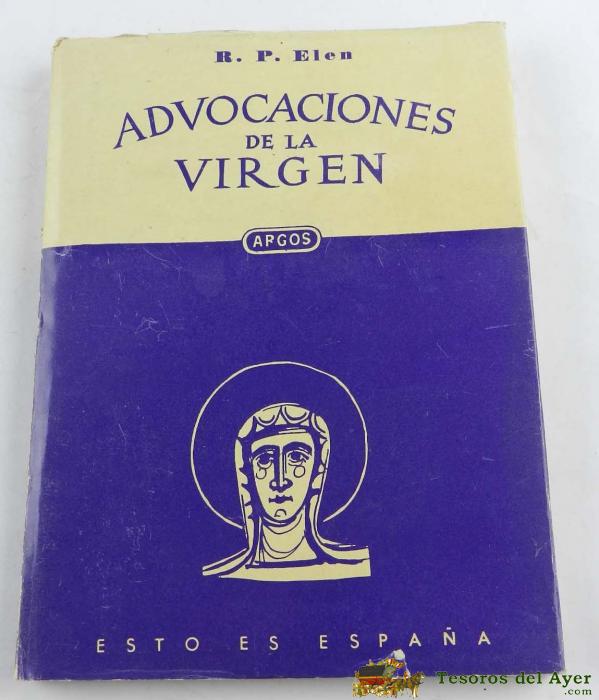 R. P. Elen
ADVOCACIONES
DE LA
VIRGEN
ARGOS
ESTO ES ESPAÑA
Tesoros del Ayer
.com